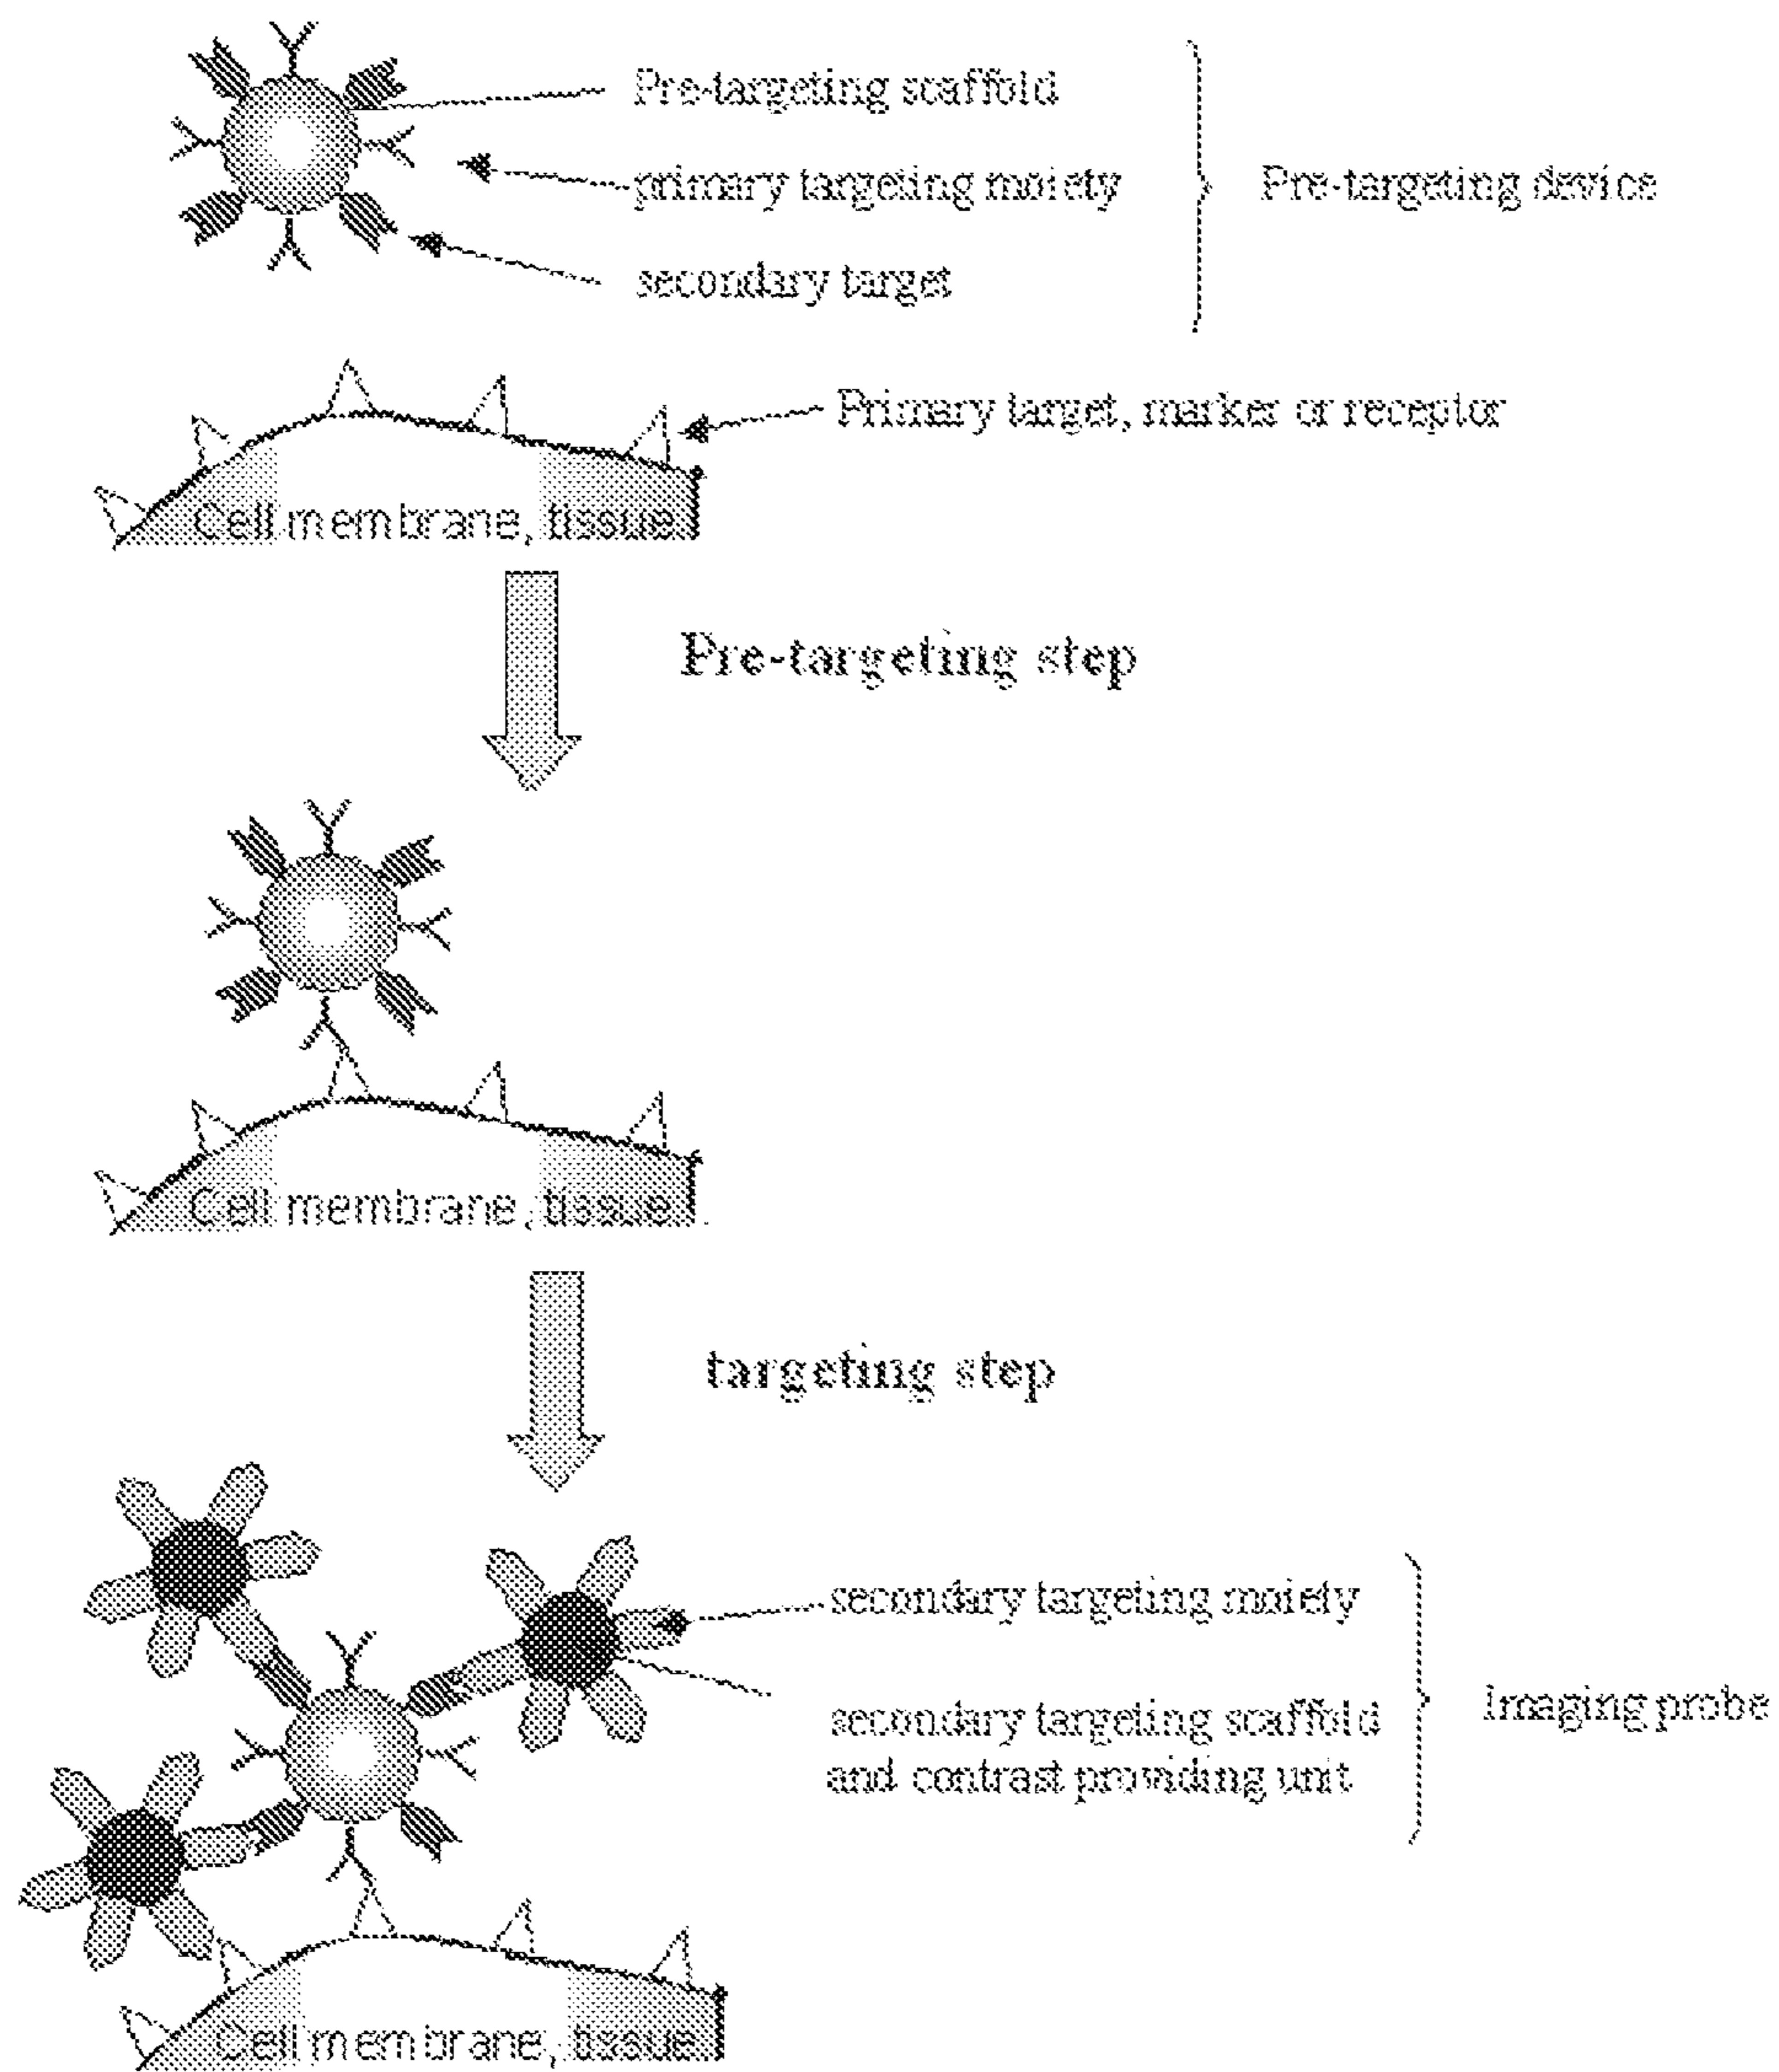 Pre-targeting scaffold
primary targeting moiety
Pre-targeting device
secondary target
Primary target, marker or receptor
Cell membrane, tissue
Pre-targeting step
Cell membrane, tissue
targeting step
secondary targeting moiety
secondary targeting scaffold
and contrast providing unit
Imaging probe
Cell membrane, tissue